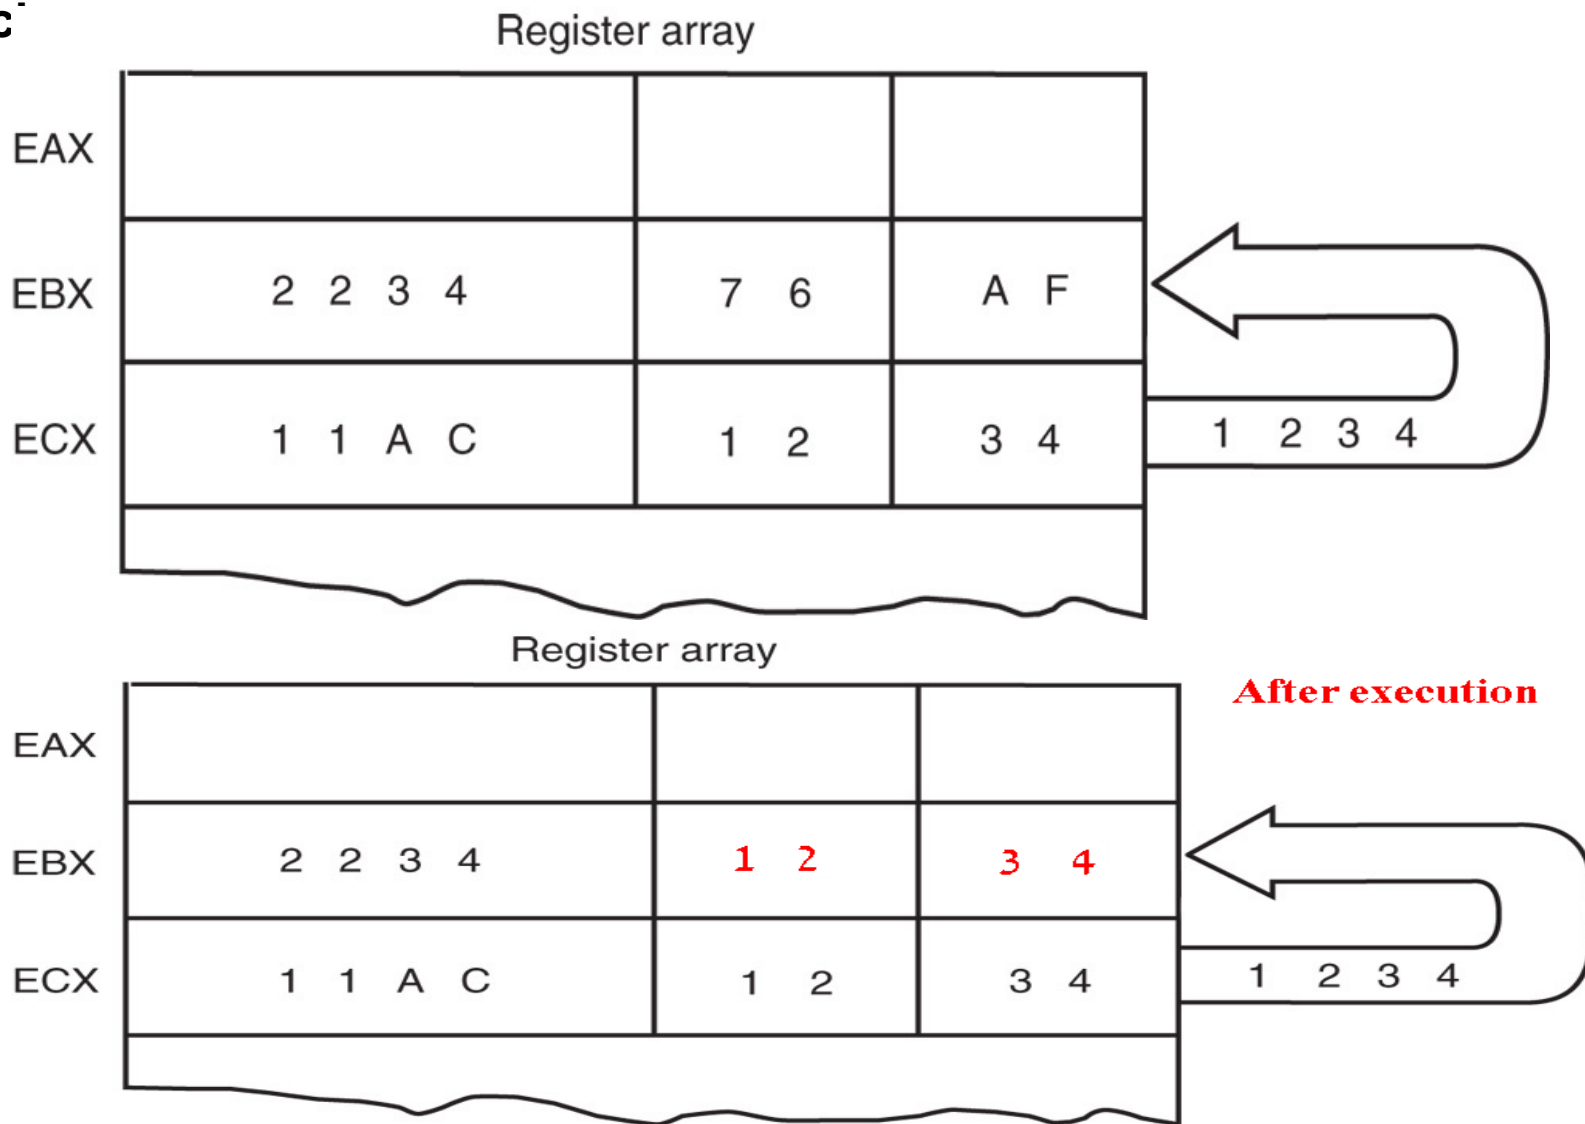 Register array
EAX
EBX 2 2 3 4 7 6 A F
ECX 1 1 A C 1 2 3 4 1 2 3 4
Register array
After execution
EAX
EBX 2 2 3 4 1 2 3 4
ECX 1 1 A C 1 2 3 4 1 2 3 4